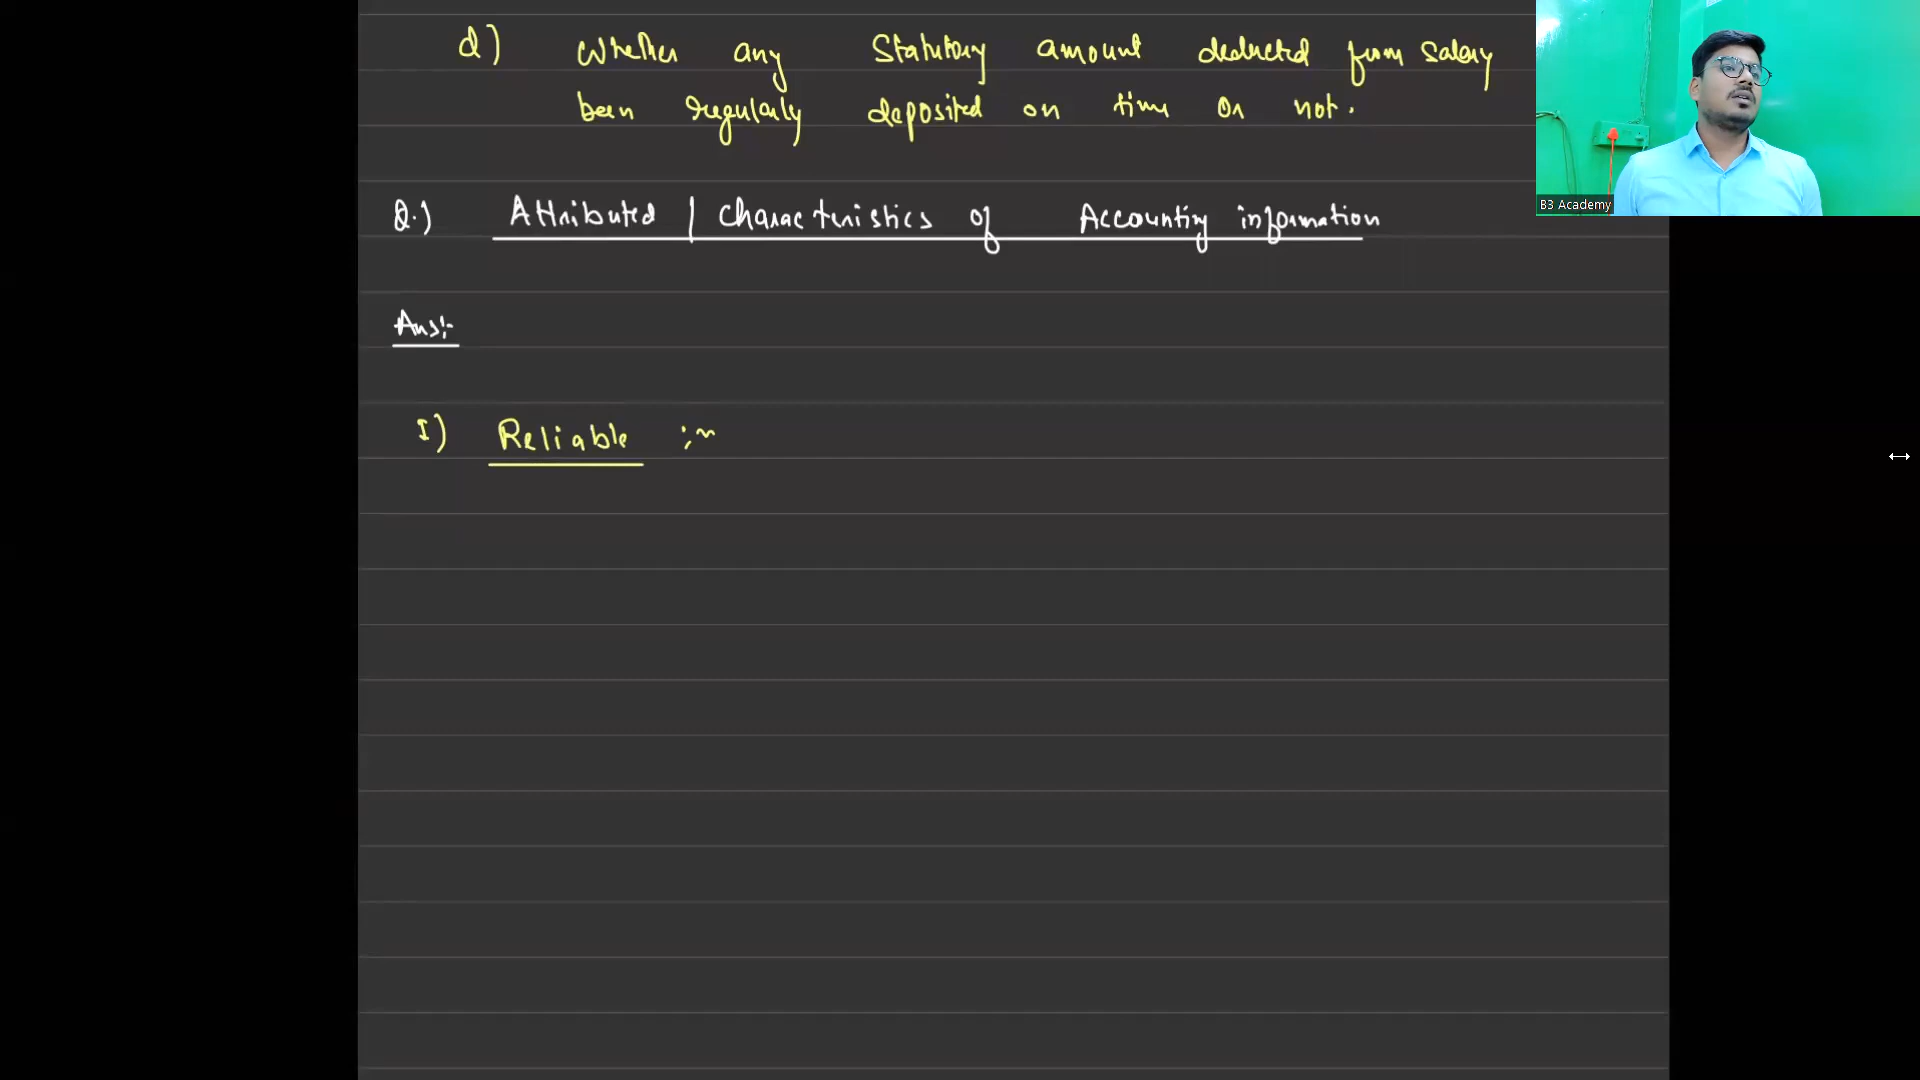 d) Whether any Statutory amount deducted from salary
been regularly deposited on time or not.
B3 Academy
Q.) Attributed / Characteristics of Accounting information
Ans:-
I) Reliable :~